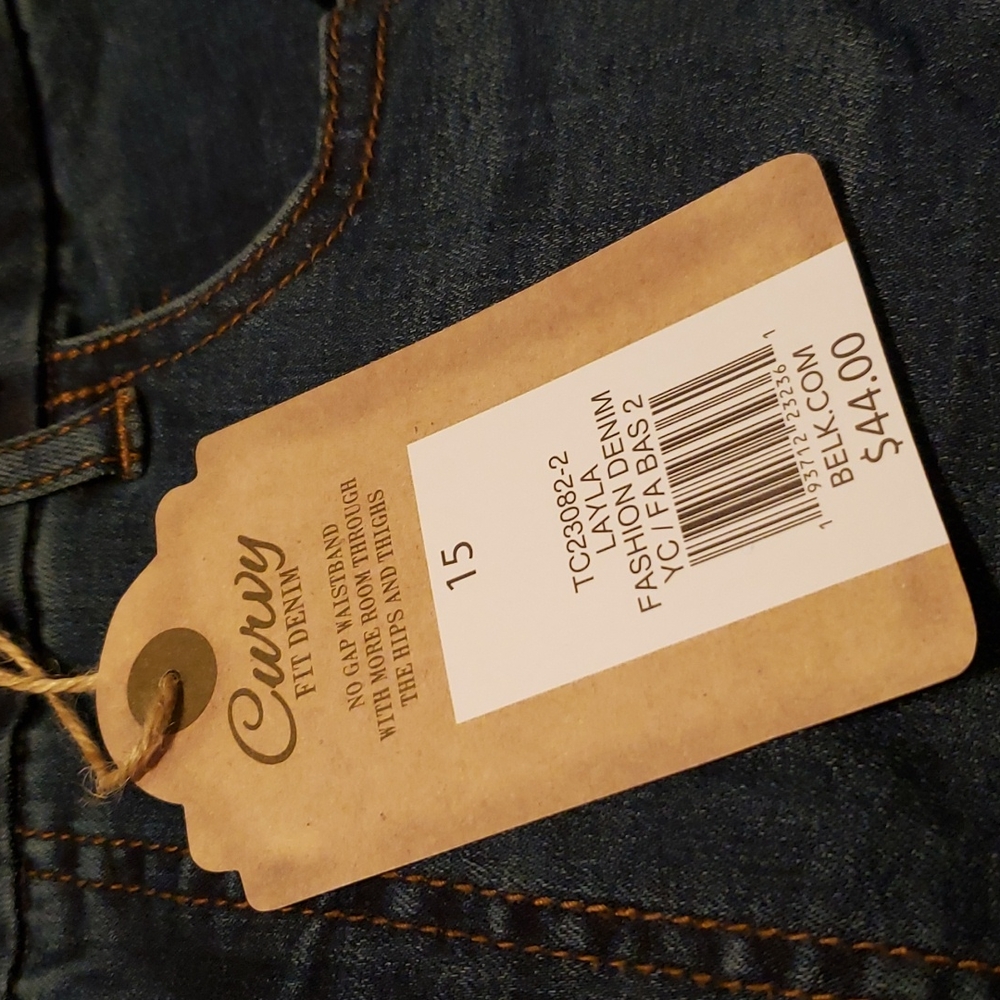 Curvy
FIT DENIM
NO GAP WAISTBAND
WITH MORE ROOM THROUGH
THE HIPS AND THIGHS
15
TC23082-2
LAYLA
FASHION DENIM
YC / FA BAS 2
1 93712 23236 1
BELK.COM
$44.00